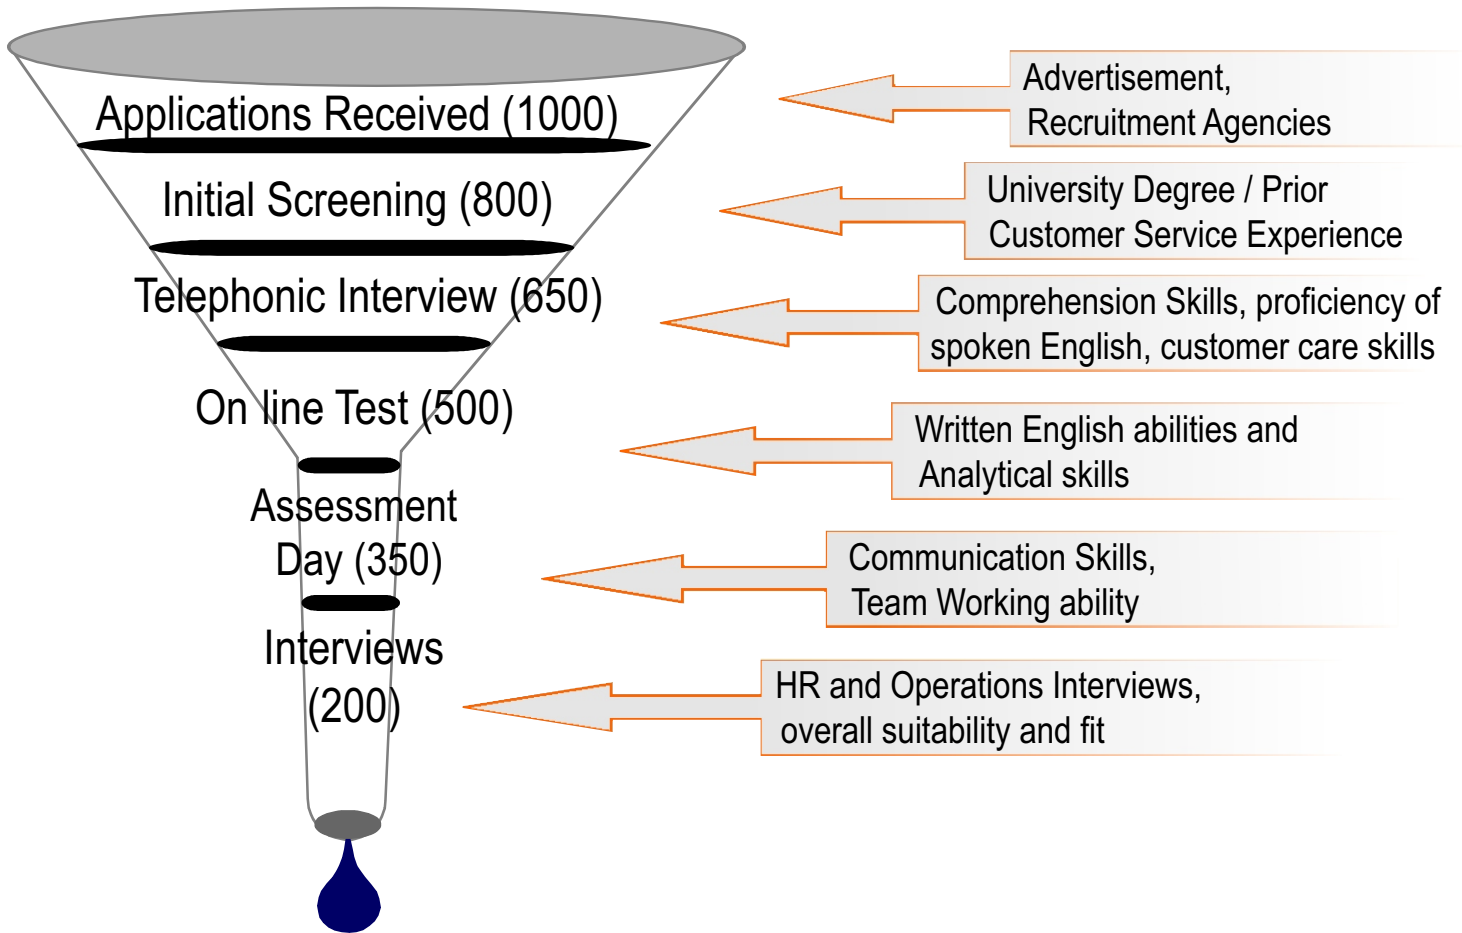 Applications Received (1000)
Advertisement,
Recruitment Agencies
Initial Screening (800)
University Degree / Prior
Customer Service Experience
Telephonic Interview (650)
Comprehension Skills, proficiency of
spoken English, customer care skills
On line Test (500)
Written English abilities and
Analytical skills
Assessment
Day (350)
Communication Skills,
Team Working ability
Interviews
(200)
HR and Operations Interviews,
overall suitability and fit